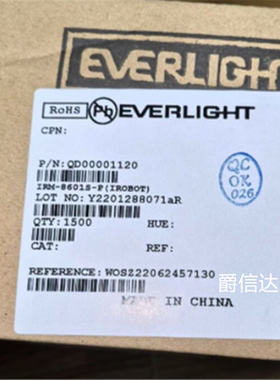 EVERLIGHT
RoHS Pb EVERLIGHT
CPN:
P/N: QD00001120
IRM-8601S-P(IROBOT)
LOT NO: Y2201288071aR
QTY: 1500 HUE:
CAT: REF:
REFERENCE: WOSZ22062457130
MADE IN CHINA
QC
OK
026
爵信达